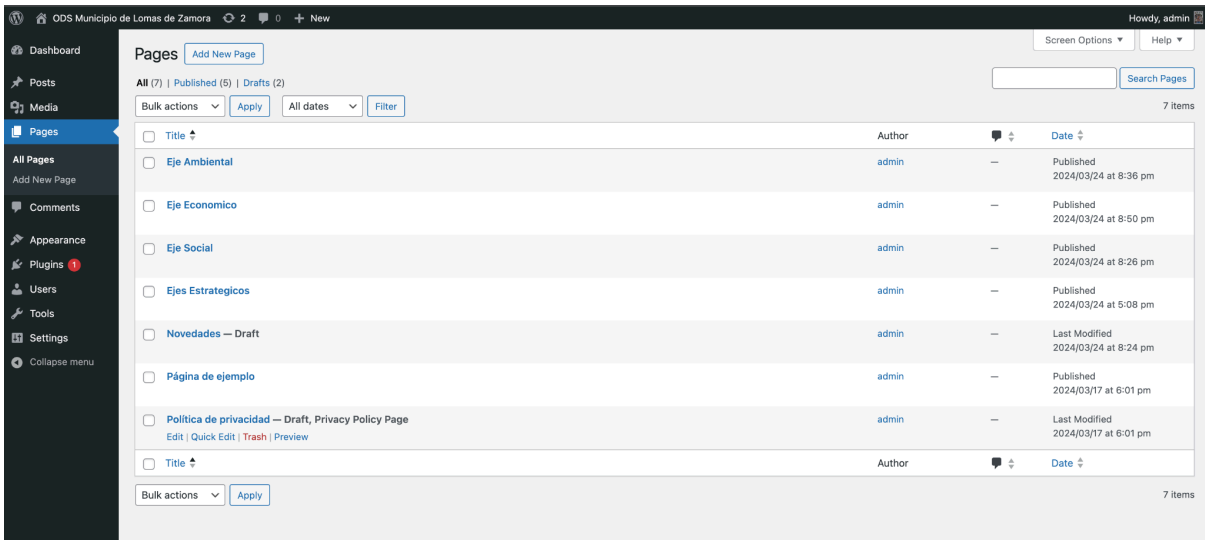 ODS Municipio de Lomas de Zamora 2 0 + New Howdy, admin
Dashboard
Posts
Media
Pages
All Pages
Add New Page
Comments
Appearance
Plugins 1
Users
Tools
Settings
Collapse menu
Screen Options ▼ Help ▼
Pages Add New Page
All (7) | Published (5) | Drafts (2)
Search Pages
Bulk actions Apply All dates Filter 7 items
Title Author Date
Eje Ambiental admin — Published
2024/03/24 at 8:36 pm
Eje Economico admin — Published
2024/03/24 at 8:50 pm
Eje Social admin — Published
2024/03/24 at 8:26 pm
Ejes Estrategicos admin — Published
2024/03/24 at 5:08 pm
Novedades — Draft admin — Last Modified
2024/03/24 at 8:24 pm
Página de ejemplo admin — Published
2024/03/17 at 6:01 pm
Política de privacidad — Draft, Privacy Policy Page admin — Last Modified
Edit | Quick Edit | Trash | Preview 2024/03/17 at 6:01 pm
Title Author Date
Bulk actions Apply 7 items